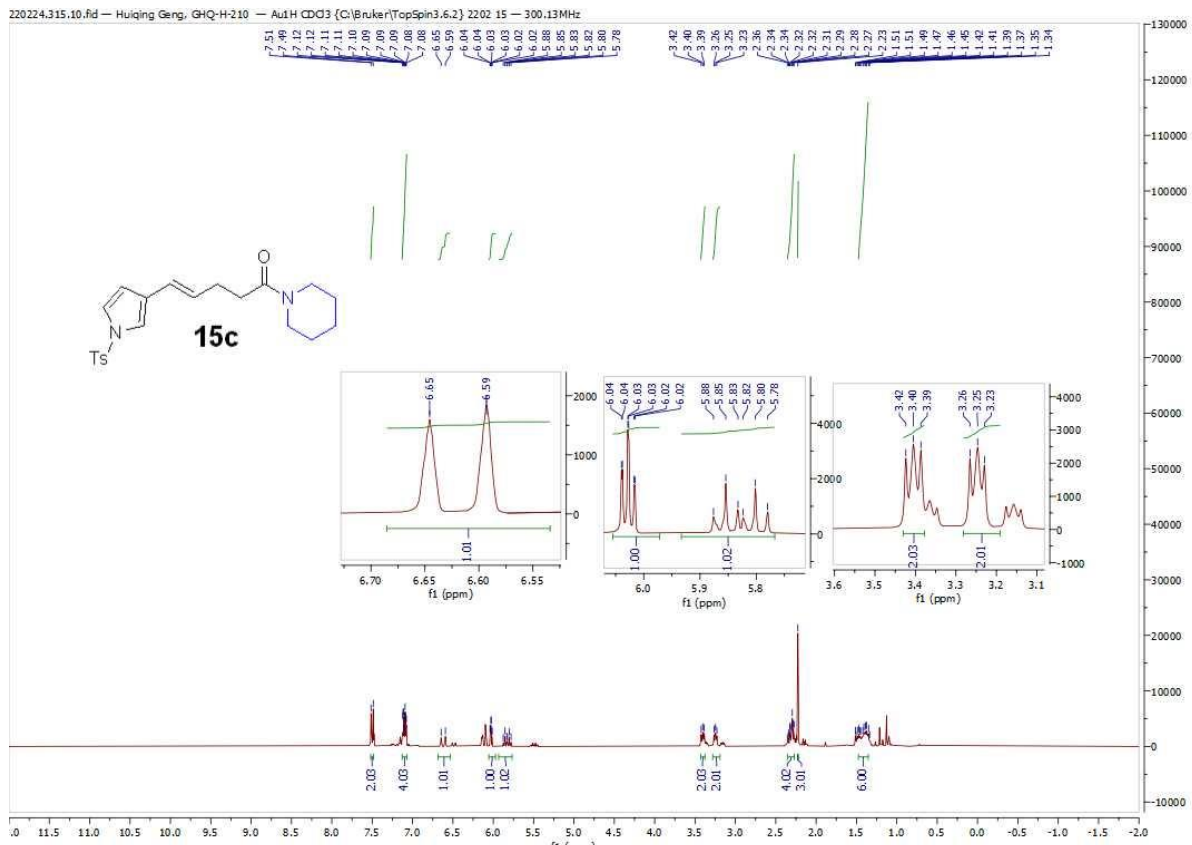 220224.315.10.fid — Huiqing Geng, GHQ-H-210 — Au1H CDCl3 {C:\Bruker\TopSpin3.6.2} 2202 15 — 300.13MHz
7.51 7.49 7.12 7.12 7.11 7.11 7.10 7.09 7.09 7.09 7.08 7.08 6.65 6.59 6.04 6.04 6.03 6.03 6.02 6.02 5.88 5.85 5.83 5.82 5.80 5.78
3.42 3.40 3.39 3.26 3.25 3.23 2.36 2.34 2.34 2.32 2.32 2.31 2.29 2.28 2.27 2.23 1.51 1.51 1.49 1.47 1.46 1.45 1.42 1.41 1.39 1.37 1.35 1.34
130000
120000
110000
100000
90000
80000
70000
60000
50000
40000
30000
20000
10000
0
-10000
O
N
N
Ts
15c
6.65 6.59
2000
1000
0
1.01
6.70 6.65 6.60 6.55
f1 (ppm)
6.04 6.04 6.03 6.03 6.02 6.02 5.88 5.85 5.83 5.82 5.80 5.78
4000
2000
0
1.00 1.02
6.0 5.9 5.8
f1 (ppm)
3.42 3.40 3.39 3.26 3.25 3.23
4000
3000
2000
1000
0
-1000
2.03 2.01
3.6 3.5 3.4 3.3 3.2 3.1
f1 (ppm)
2.03 4.03 1.01 1.00 1.02 2.03 2.01 4.02 3.01 6.00
11.5 11.0 10.5 10.0 9.5 9.0 8.5 8.0 7.5 7.0 6.5 6.0 5.5 5.0 4.5 4.0 3.5 3.0 2.5 2.0 1.5 1.0 0.5 0.0 -0.5 -1.0 -1.5 -2.0